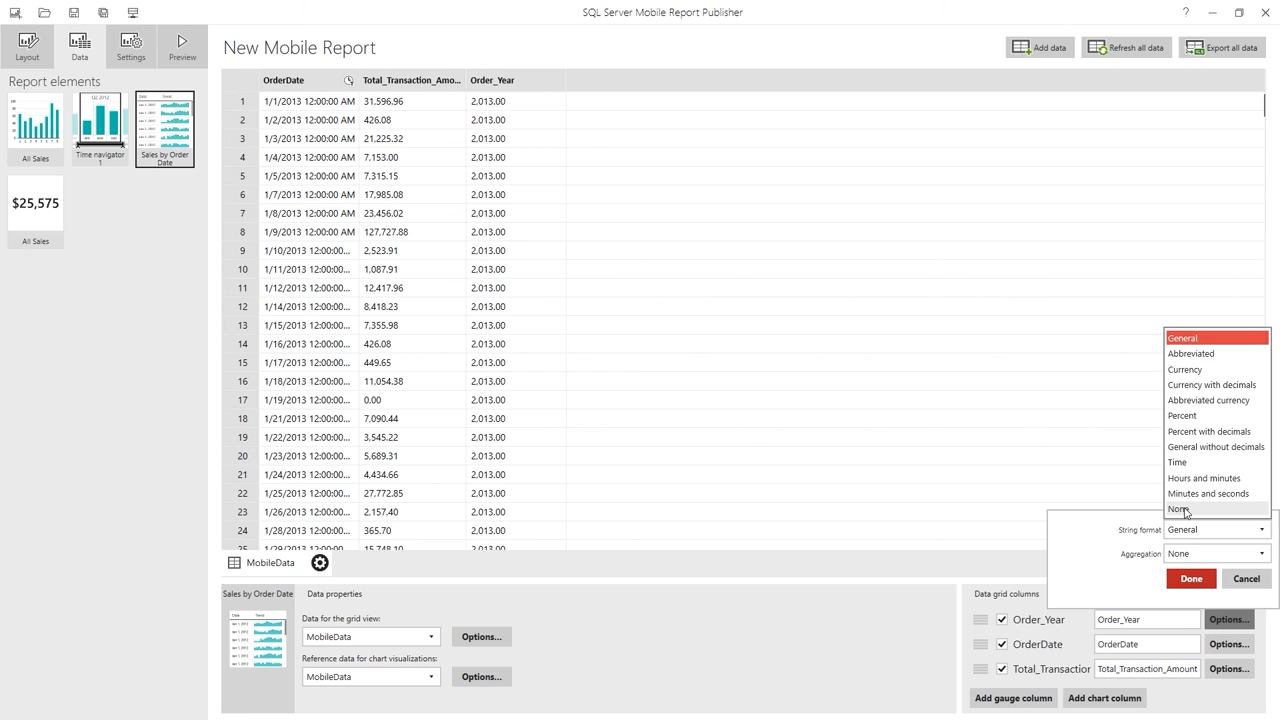 SQL Server Mobile Report Publisher
?
Layout
Data
Settings
Preview
New Mobile Report
Add data
Refresh all data
Export all data
Report elements
All Sales
Q2 2012
Time navigator
1
Sales by Order
Date
$25,575
All Sales
OrderDate Total_Transaction_Amo... Order_Year
1 1/1/2013 12:00:00 AM 31,596.96 2,013.00
2 1/2/2013 12:00:00 AM 426.08 2,013.00
3 1/3/2013 12:00:00 AM 21,225.32 2,013.00
4 1/4/2013 12:00:00 AM 7,153.00 2,013.00
5 1/5/2013 12:00:00 AM 7,315.15 2,013.00
6 1/7/2013 12:00:00 AM 17,985.08 2,013.00
7 1/8/2013 12:00:00 AM 23,456.02 2,013.00
8 1/9/2013 12:00:00 AM 127,727.88 2,013.00
9 1/10/2013 12:00:00... 2,523.91 2,013.00
10 1/11/2013 12:00:00... 1,087.91 2,013.00
11 1/12/2013 12:00:00... 12,417.96 2,013.00
12 1/14/2013 12:00:00... 8,418.23 2,013.00
13 1/15/2013 12:00:00... 7,355.98 2,013.00
14 1/16/2013 12:00:00... 426.08 2,013.00
15 1/17/2013 12:00:00... 449.65 2,013.00
16 1/18/2013 12:00:00... 11,054.38 2,013.00
17 1/19/2013 12:00:00... 0.00 2,013.00
18 1/21/2013 12:00:00... 7,090.44 2,013.00
19 1/22/2013 12:00:00... 3,545.22 2,013.00
20 1/23/2013 12:00:00... 5,689.31 2,013.00
21 1/24/2013 12:00:00... 4,434.66 2,013.00
22 1/25/2013 12:00:00... 27,772.85 2,013.00
23 1/26/2013 12:00:00... 2,157.40 2,013.00
24 1/28/2013 12:00:00... 365.70 2,013.00
25 1/29/2013 12:00:00... 15,748.10 2,013.00
General
Abbreviated
Currency
Currency with decimals
Abbreviated currency
Percent
Percent with decimals
General without decimals
Time
Hours and minutes
Minutes and seconds
None
String format General
Aggregation None
Done Cancel
MobileData
Sales by Order Date
Data properties
Data for the grid view:
MobileData Options...
Reference data for chart visualizations:
MobileData Options...
Data grid columns
Order_Year Order_Year Options...
OrderDate OrderDate Options...
Total_Transaction Total_Transaction_Amount Options...
Add gauge column Add chart column